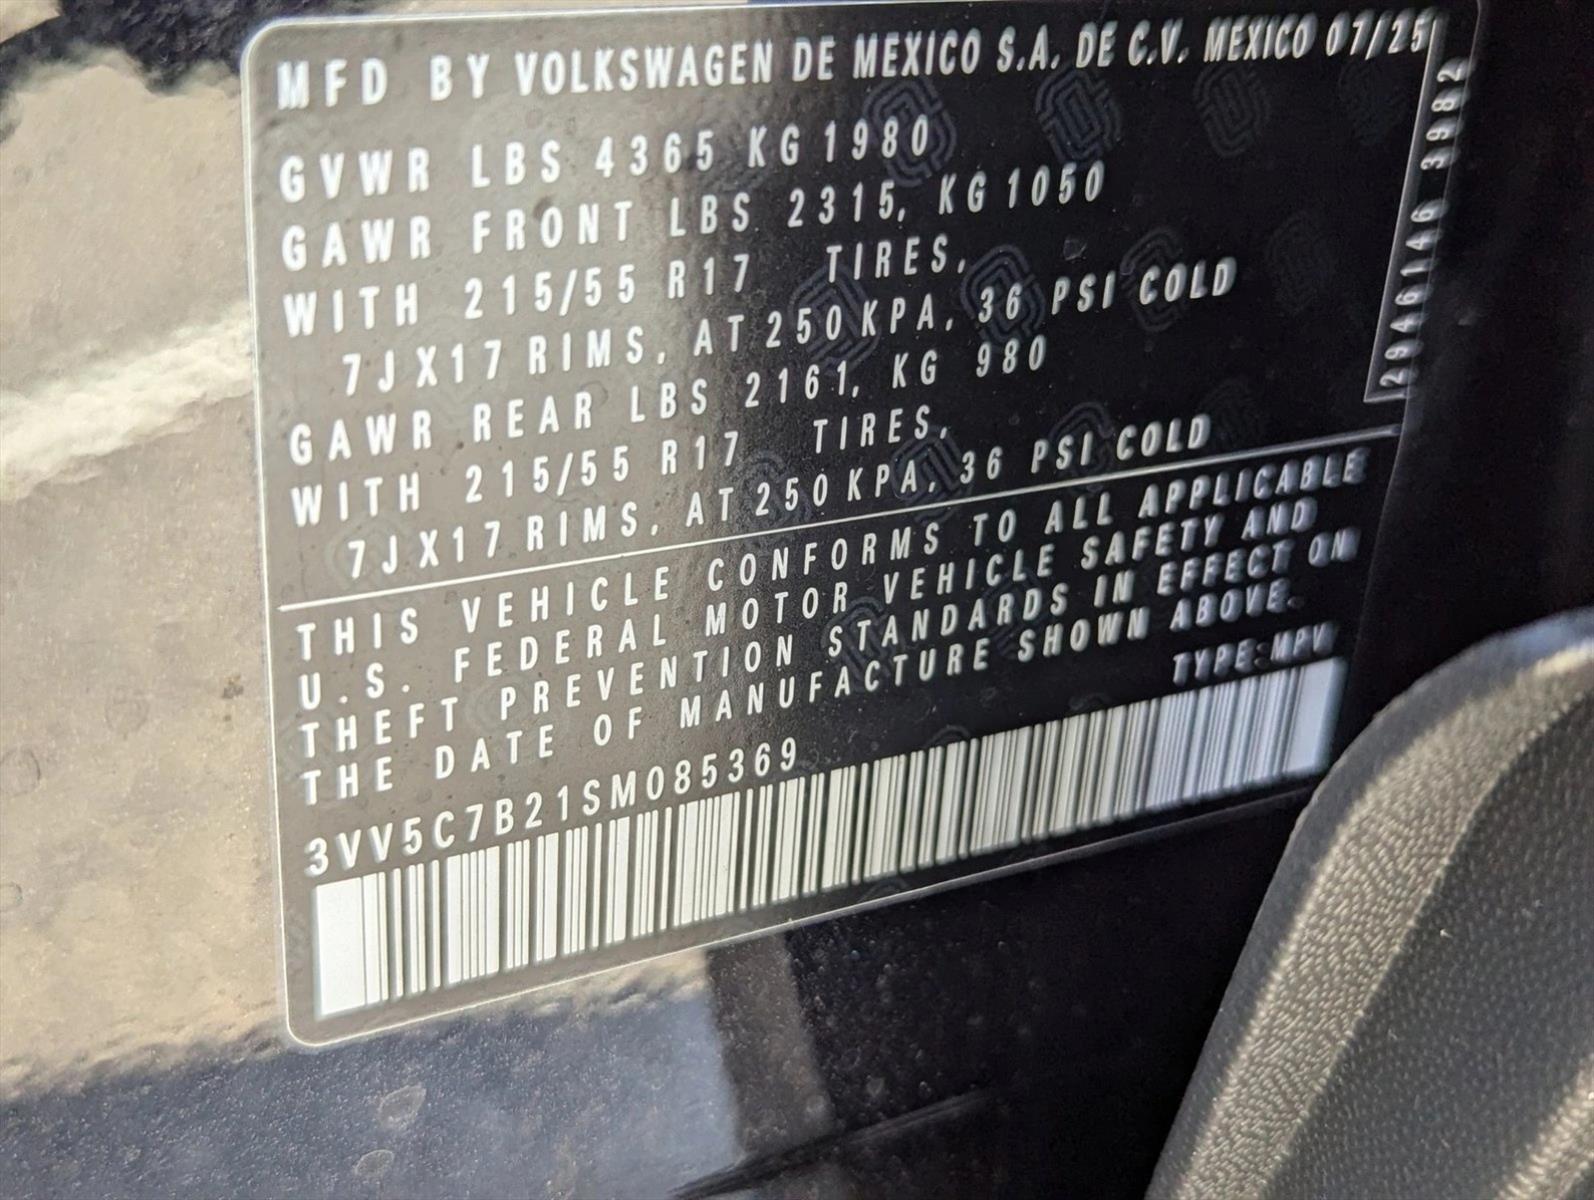 MFD BY VOLKSWAGEN DE MEXICO S.A. DE C.V. MEXICO 07/25
GVWR LBS 4365 KG 1980
GAWR FRONT LBS 2315, KG 1050
WITH 215/55 R17 TIRES,
7JX17 RIMS, AT 250 KPA, 36 PSI COLD
GAWR REAR LBS 2161, KG 980
WITH 215/55 R17 TIRES,
7JX17 RIMS, AT 250 KPA, 36 PSI COLD
THIS VEHICLE CONFORMS TO ALL APPLICABLE
U.S. FEDERAL MOTOR VEHICLE SAFETY AND
THEFT PREVENTION STANDARDS IN EFFECT ON
THE DATE OF MANUFACTURE SHOWN ABOVE.
TYPE:MPV
3VV5C7B21SM085369
2946146 3982